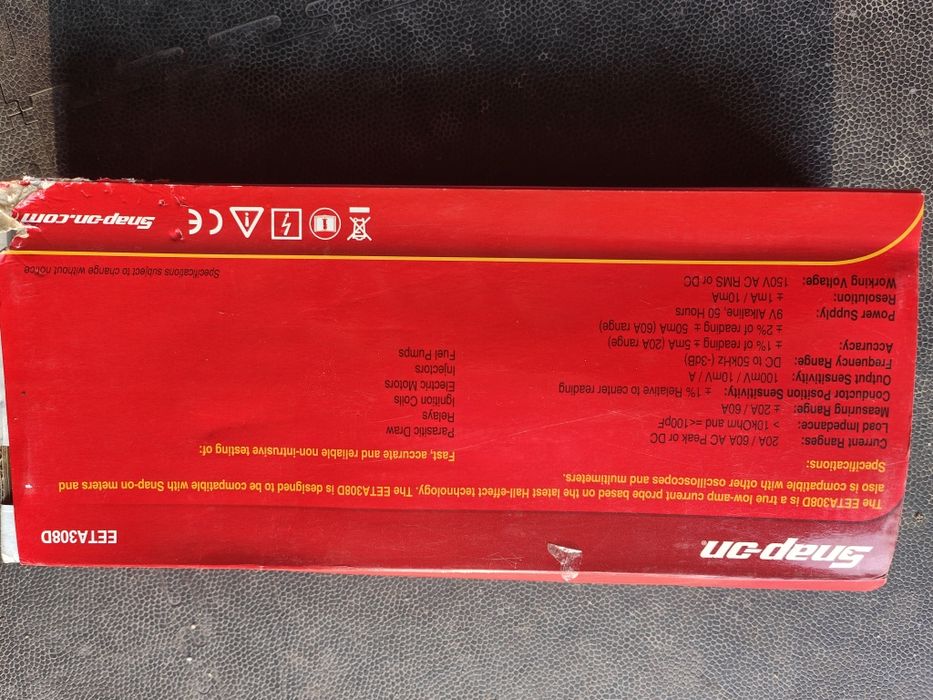 Snap-on
EETA308D
The EETA308D is a true low-amp current probe based on the latest Hall-effect technology. The EETA308D is designed to be compatible with Snap-on meters and
also is compatible with other oscilloscopes and multimeters.
Specifications:
Current Ranges: 20A / 60A AC Peak or DC
Load Impedance: > 10kOhm and =<100pF
Measuring Range: ± 20A / 60A
Conductor Position Sensitivity: ± 1% Relative to center reading
Output Sensitivity: 100mV / 10mV / A
Frequency Range: DC to 50kHz (-3dB)
Accuracy: ± 1% of reading ± 5mA (20A range)
± 2% of reading ± 50mA (60A range)
Power Supply: 9V Alkaline, 50 Hours
Resolution: ± 1mA / 10mA
Working Voltage: 150V AC RMS or DC
Fast, accurate and reliable non-intrusive testing of:
Parasitic Draw
Relays
Ignition Coils
Electric Motors
Injectors
Fuel Pumps
Specifications subject to change without notice
CE
Snap-on.com